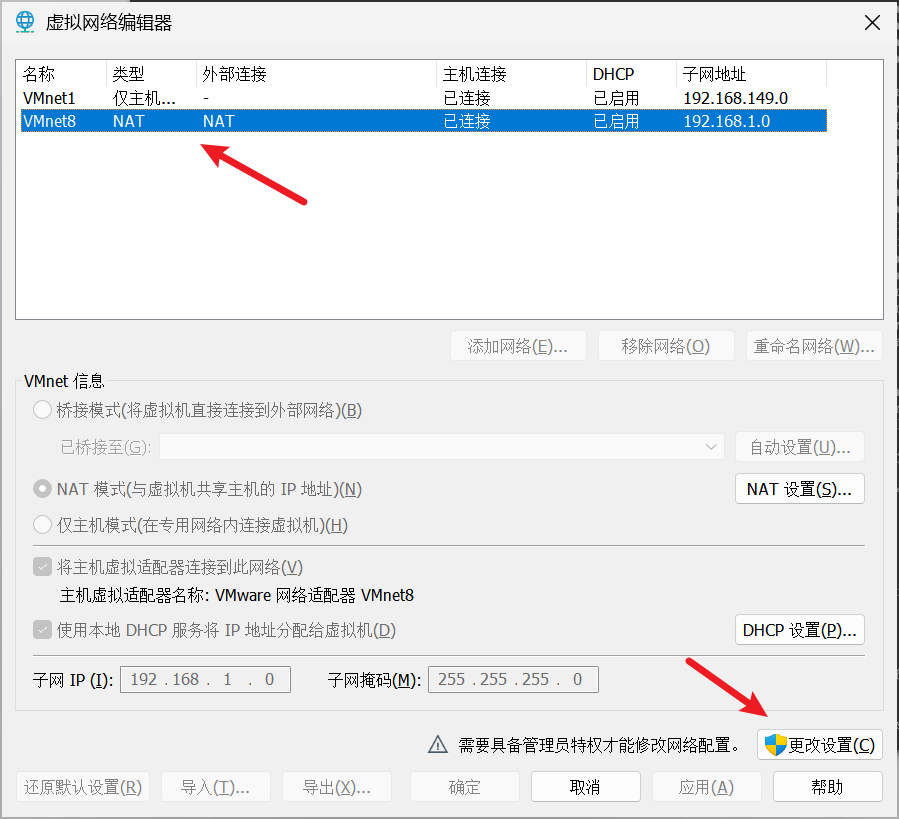 虚拟网络编辑器
名称 类型 外部连接 主机连接 DHCP 子网地址
VMnet1 仅主机... - 已连接 已启用 192.168.149.0
VMnet8 NAT NAT 已连接 已启用 192.168.1.0
添加网络(E)... 移除网络(O) 重命名网络(W)...
VMnet 信息
桥接模式(将虚拟机直接连接到外部网络)(B)
已桥接至(G): 自动设置(U)...
NAT 模式(与虚拟机共享主机的 IP 地址)(N) NAT 设置(S)...
仅主机模式(在专用网络内连接虚拟机)(H)
将主机虚拟适配器连接到此网络(V)
主机虚拟适配器名称: VMware 网络适配器 VMnet8
使用本地 DHCP 服务将 IP 地址分配给虚拟机(D) DHCP 设置(P)...
子网 IP (I): 192 . 168 . 1 . 0 子网掩码(M): 255 . 255 . 255 . 0
需要具备管理员特权才能修改网络配置。 更改设置(C)
还原默认设置(R) 导入(T)... 导出(X)... 确定 取消 应用(A) 帮助